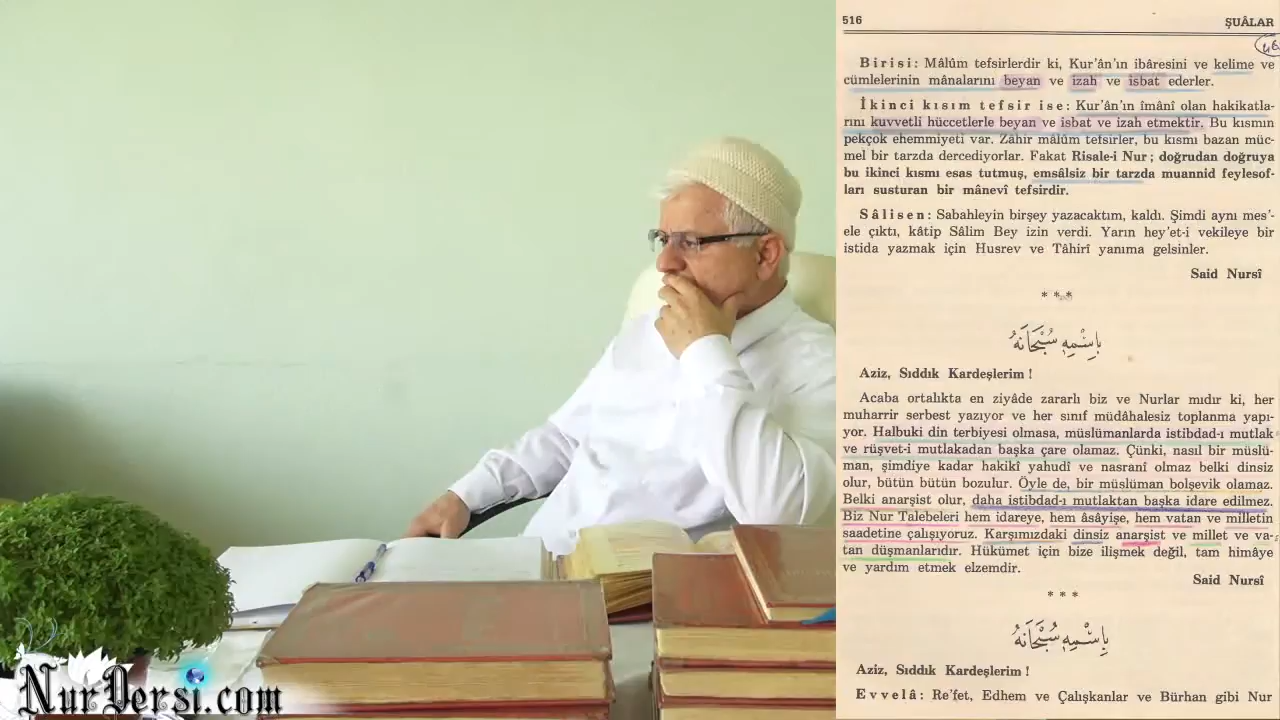 516
ŞUÂLAR
46
Birisi: Mâlûm tefsirlerdir ki, Kur'ân'ın ibâresini ve kelime ve
cümlelerinin mânalarını beyan ve izah ve isbat ederler.
İkinci kısım tefsir ise: Kur'ân'ın îmânî olan hakikatla-
rını kuvvetli hüccetlerle beyan ve isbat ve izah etmektir. Bu kısmın
pekçok ehemmiyeti var. Zâhir mâlûm tefsirler, bu kısmı bazan müc-
mel bir tarzda dercediyorlar. Fakat Risale-i Nur; doğrudan doğruya
bu ikinci kısmı esas tutmuş, emsâlsiz bir tarzda muannid feylesof-
ları susturan bir mânevî tefsirdir.
Sâlisen: Sabahleyin birşey yazacaktım, kaldı. Şimdi aynı mes'-
ele çıktı, kâtip Sâlim Bey izin verdi. Yarın hey'et-i vekileye bir
istida yazmak için Husrev ve Tâhirî yanıma gelsinler.
Said Nursî
* * *
بِاسْمِهِ سُبْحَانَهُ
Aziz, Sıddık Kardeşlerim !
Acaba ortalıkta en ziyâde zararlı biz ve Nurlar mıdır ki, her
muharrir serbest yazıyor ve her sınıf müdâhalesiz toplanma yapı-
yor. Halbuki din terbiyesi olmasa, müslümanlarda istibdad-ı mutlak
ve rüşvet-i mutlakadan başka çare olamaz. Çünki, nasıl bir müslü-
man, şimdiye kadar hakikî yahudî ve nasranî olmaz belki dinsiz
olur, bütün bütün bozulur. Öyle de, bir müslüman bolşevik olamaz.
Belki anarşist olur, daha istibdad-ı mutlaktan başka idare edilmez.
Biz Nur Talebeleri hem idareye, hem âsâyişe, hem vatan ve milletin
saadetine çalışıyoruz. Karşımızdaki dinsiz anarşist ve millet ve va-
tan düşmanlarıdır. Hükümet için bize ilişmek değil, tam himâye
ve yardım etmek elzemdir.
Said Nursî
* * *
بِاسْمِهِ سُبْحَانَهُ
Aziz, Sıddık Kardeşlerim !
Evvelâ: Re'fet, Edhem ve Çalışkanlar ve Bürhan gibi Nur
NurDersi.com